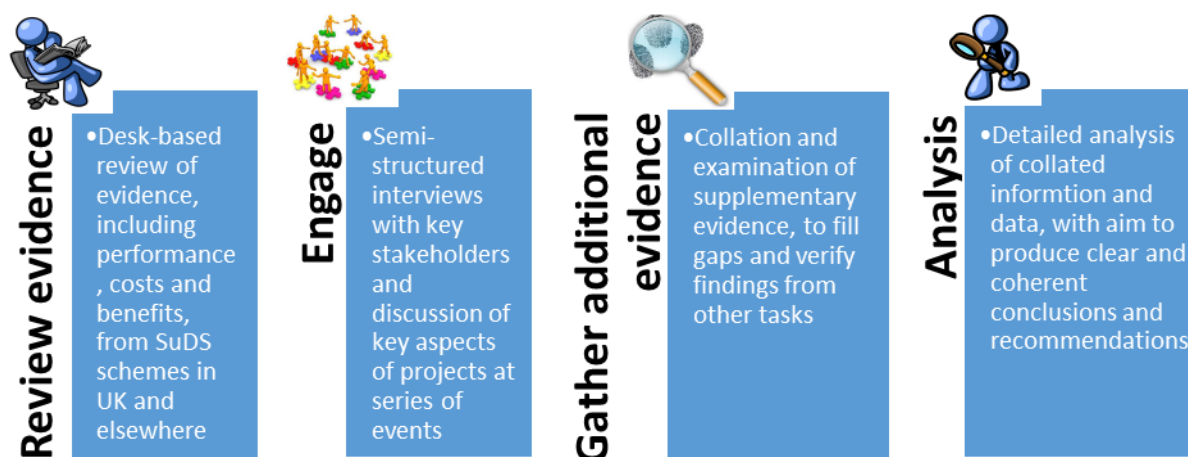 Review evidence
•Desk-based
review of
evidence,
including
performance
, costs and
benefits,
from SuDS
schemes in
UK and
elsewhere
Engage
•Semi-
structured
interviews
with key
stakeholders
and
discussion of
key aspects
of projects at
series of
events
Gather additional
evidence
•Collation and
examination of
supplementary
evidence, to fill
gaps and verify
findings from
other tasks
Analysis
•Detailed analysis
of collated
informtion and
data, with aim to
produce clear and
coherent
conclusions and
recommendations